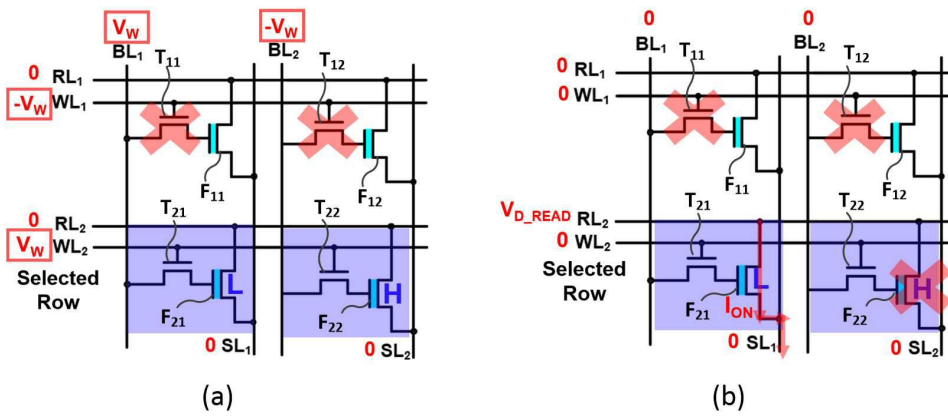 V_W
-V_W
BL₁
BL₂
T₁₁
T₁₂
0 RL₁
-V_W WL₁
F₁₁
F₁₂
T₂₁
T₂₂
0 RL₂
V_W WL₂
Selected
Row
L
H
F₂₁
F₂₂
0 SL₁
0 SL₂
(a)
0
0
BL₁
BL₂
T₁₁
T₁₂
0 RL₁
0 WL₁
F₁₁
F₁₂
T₂₁
T₂₂
V_D_READ RL₂
0 WL₂
Selected
Row
L
H
F₂₁
I_ON
F₂₂
0 SL₁
0 SL₂
(b)